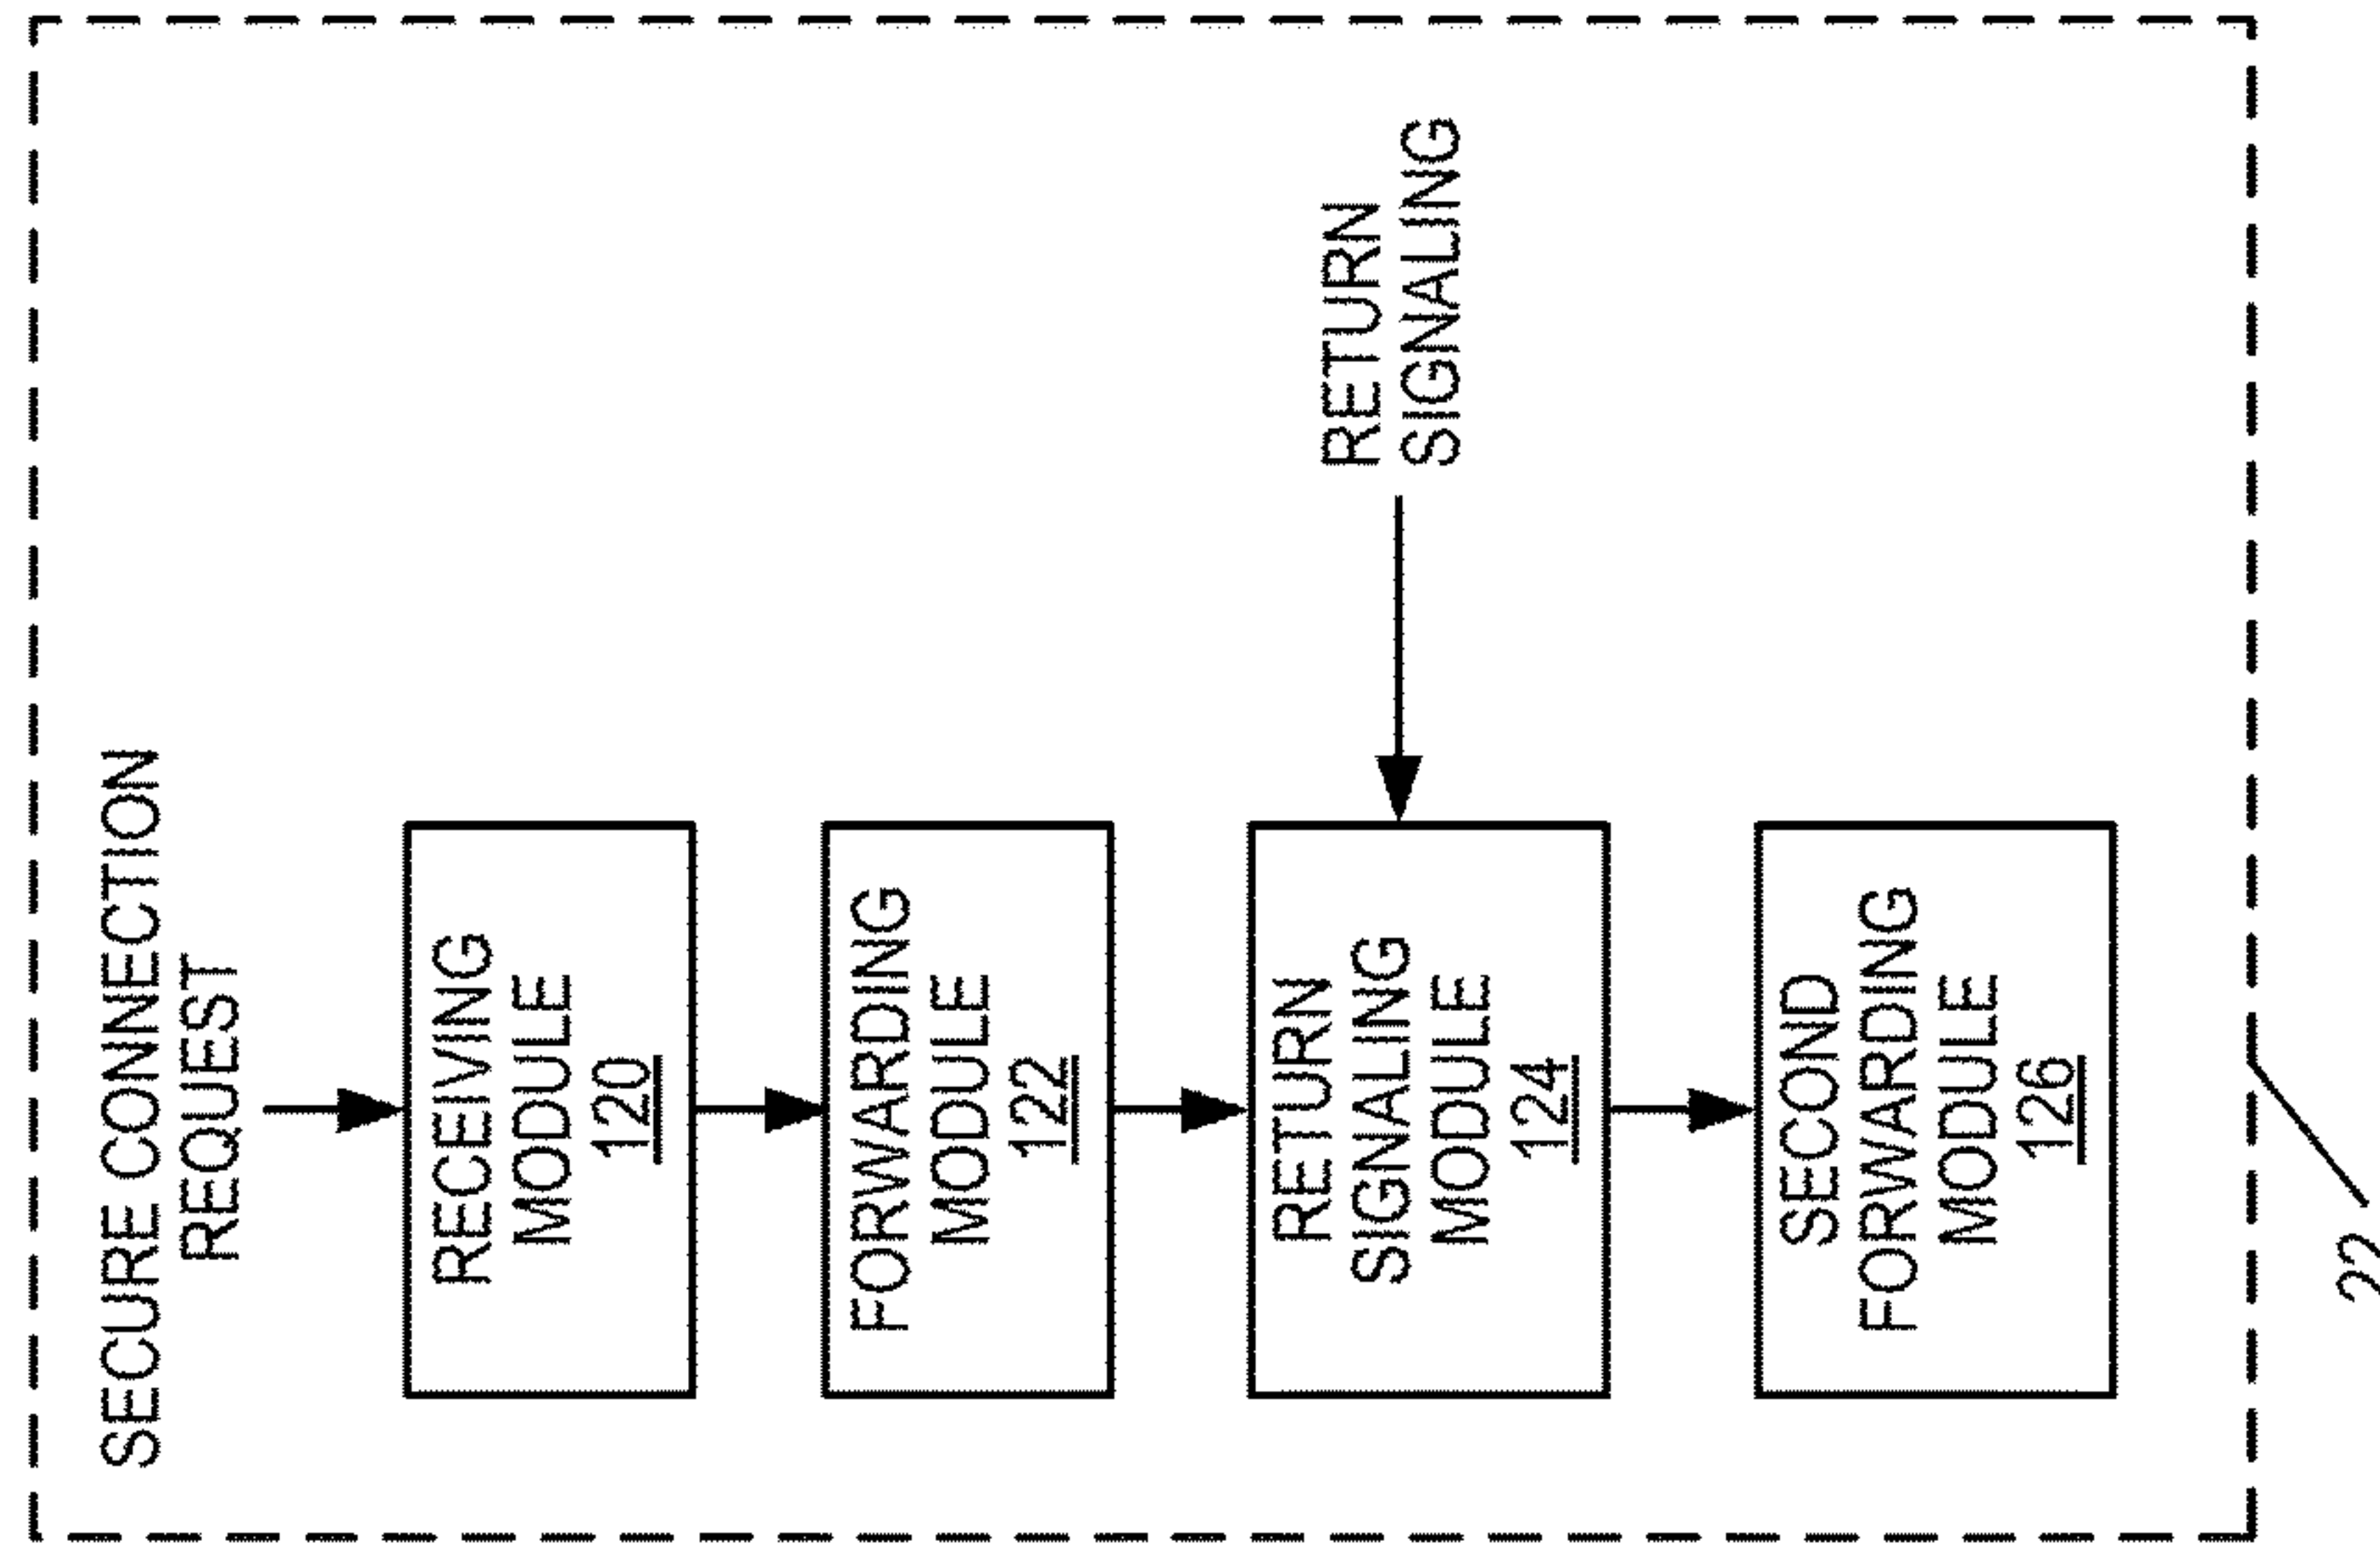 SECURE CONNECTION
REQUEST
RECEIVING
MODULE
120
FORWARDING
MODULE
122
RETURN
SIGNALING
MODULE
124
RETURN
SIGNALING
SECOND
FORWARDING
MODULE
126
22